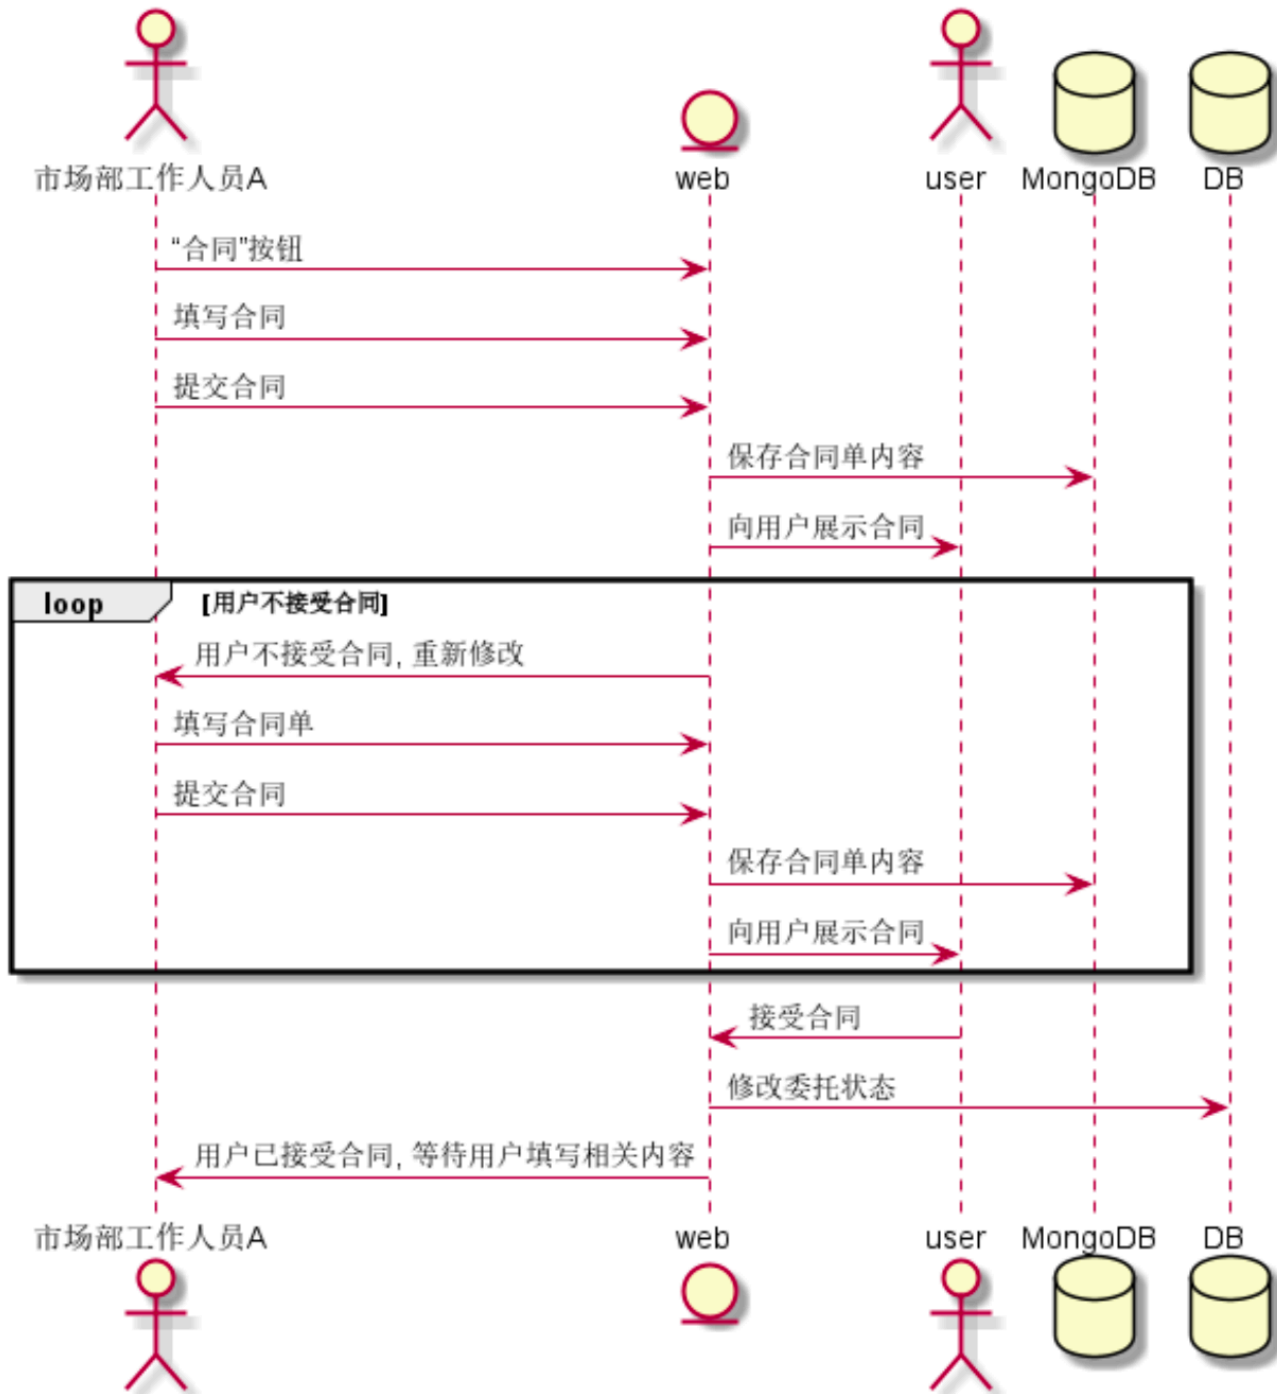 市场部工作人员A
web
user
MongoDB
DB
“合同”按钮
填写合同
提交合同
保存合同单内容
向用户展示合同
loop
[用户不接受合同]
用户不接受合同, 重新修改
填写合同单
提交合同
保存合同单内容
向用户展示合同
接受合同
修改委托状态
用户已接受合同, 等待用户填写相关内容
市场部工作人员A
web
user
MongoDB
DB